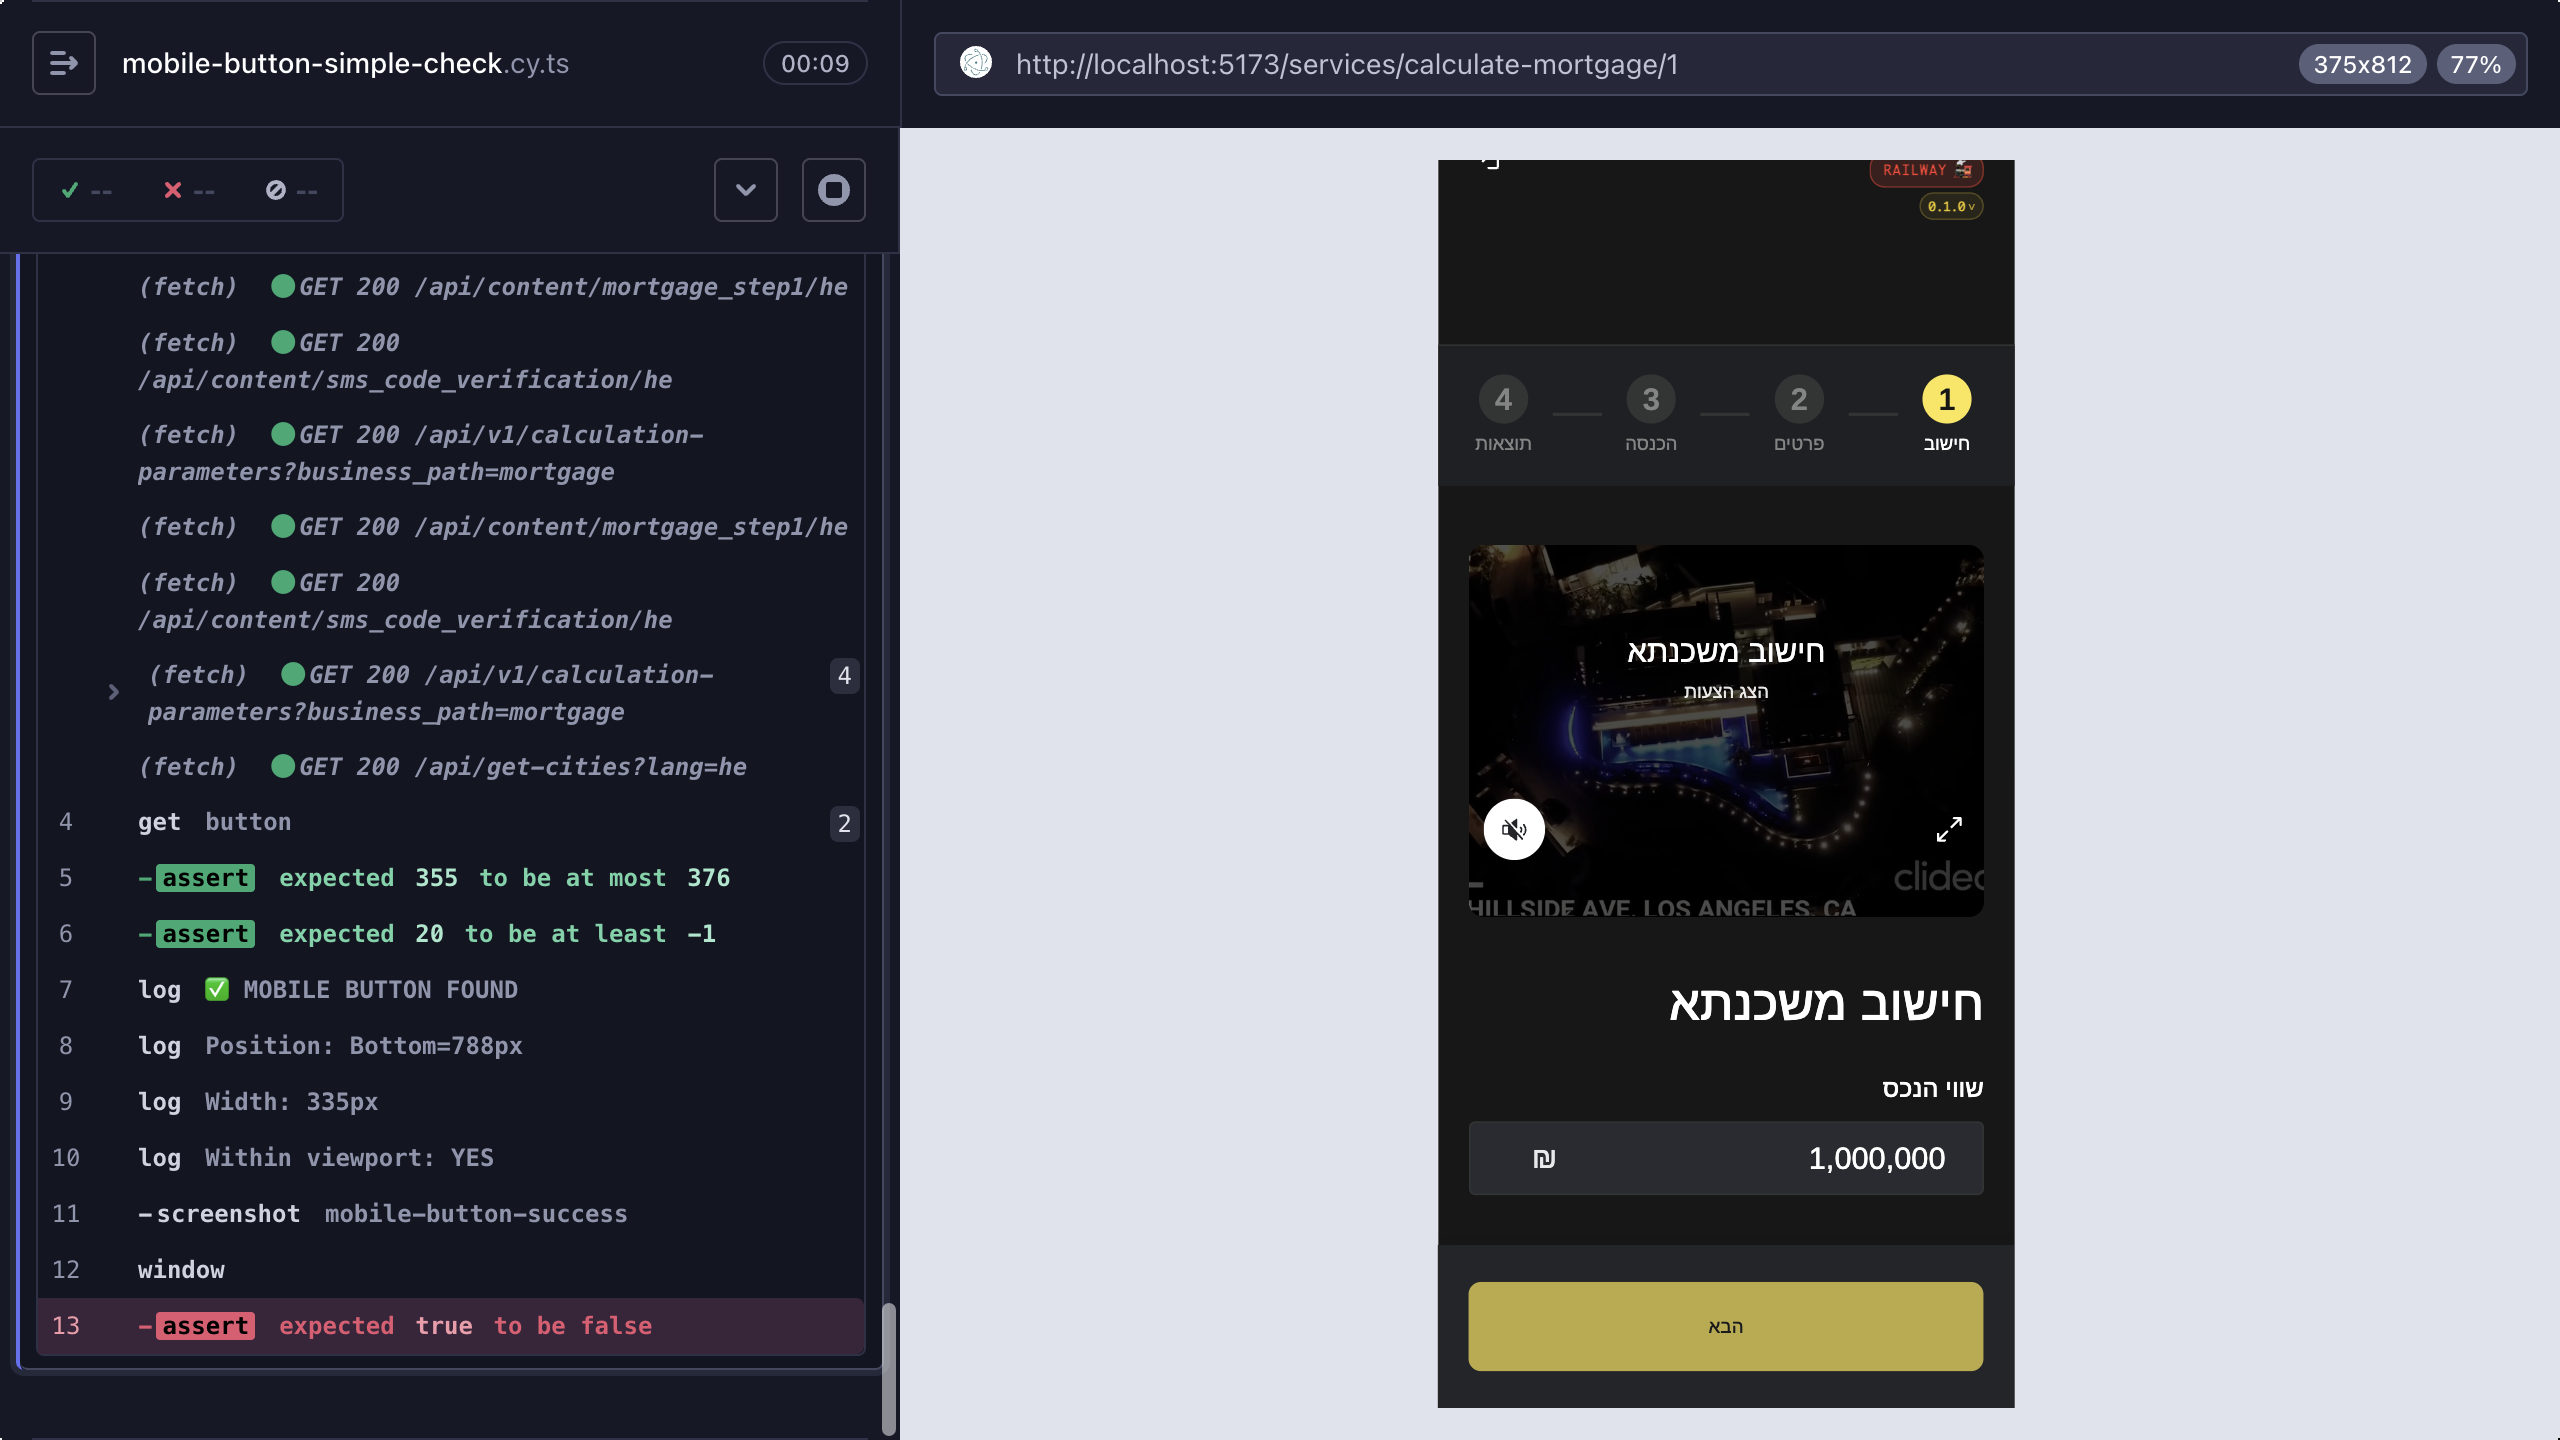 mobile-button-simple-check.cy.ts
00:09
--
--
--
(fetch) GET 200 /api/content/mortgage_step1/he
(fetch) GET 200
/api/content/sms_code_verification/he
(fetch) GET 200 /api/v1/calculation-
parameters?business_path=mortgage
(fetch) GET 200 /api/content/mortgage_step1/he
(fetch) GET 200
/api/content/sms_code_verification/he
(fetch) GET 200 /api/v1/calculation-
parameters?business_path=mortgage
4
(fetch) GET 200 /api/get-cities?lang=he
4 get button 2
5 -assert expected 355 to be at most 376
6 -assert expected 20 to be at least -1
7 log ✅ MOBILE BUTTON FOUND
8 log Position: Bottom=788px
9 log Width: 335px
10 log Within viewport: YES
11 -screenshot mobile-button-success
12 window
13 -assert expected true to be false
http://localhost:5173/services/calculate-mortgage/1
375x812
77%
RAILWAY 🚂
0.1.0v
1
2
3
4
חישוב
פרטים
הכנסה
תוצאות
חישוב משכנתא
הצג הצעות
clidec
HILLSIDE AVE, LOS ANGELES, CA
חישוב משכנתא
שווי הנכס
1,000,000 ₪
הבא